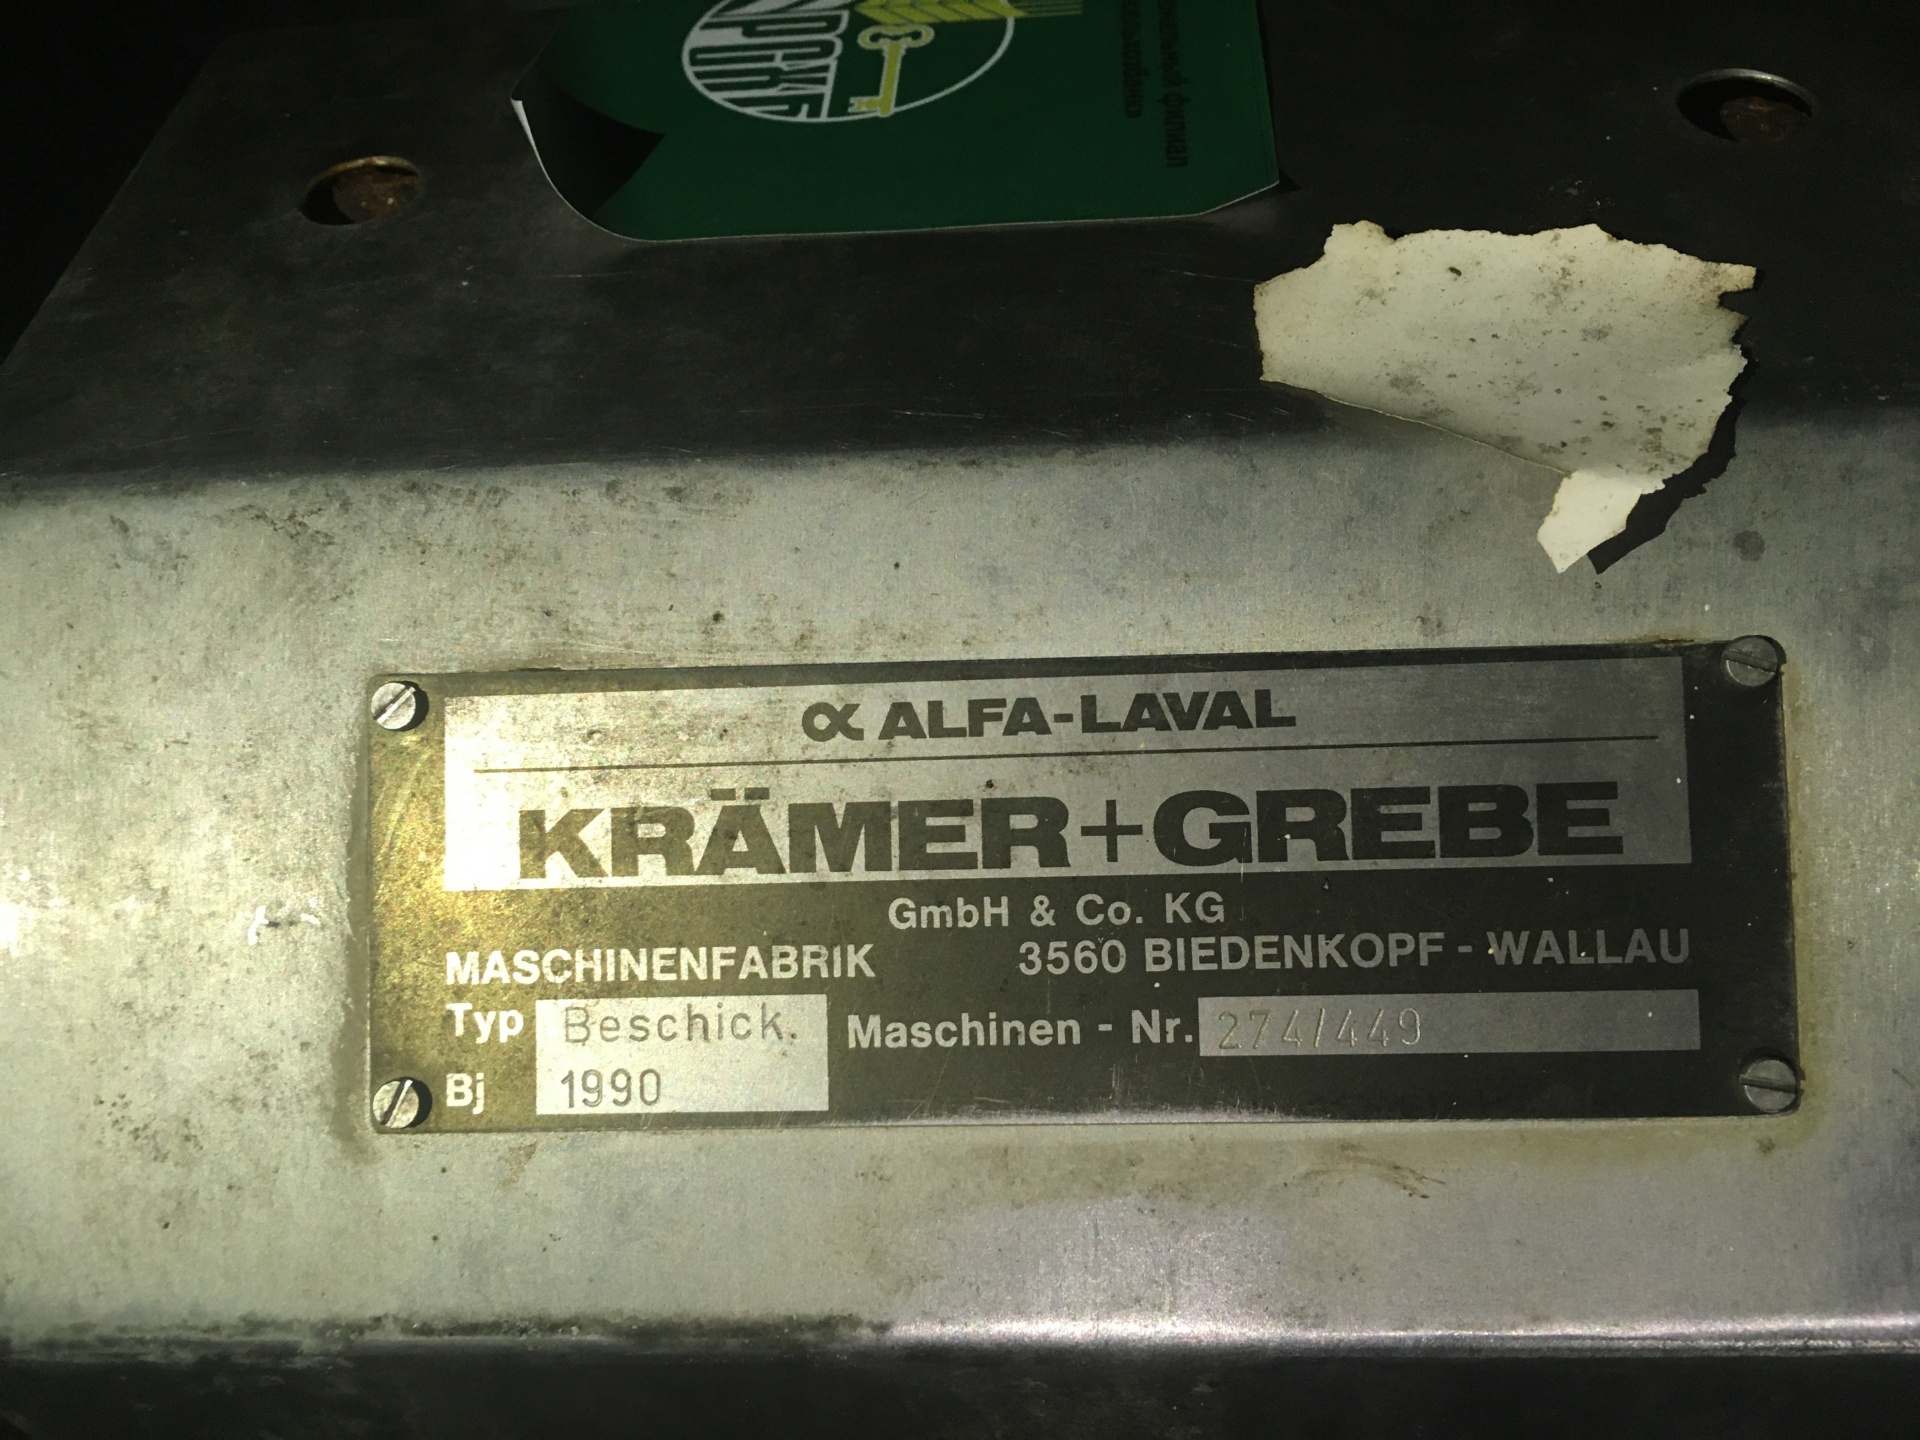 α ALFA-LAVAL
KRÄMER+GREBE
GmbH & Co. KG
MASCHINENFABRIK 3560 BIEDENKOPF - WALLAU
Typ Beschick. Maschinen - Nr. 274/449
Bj 1990
филиал